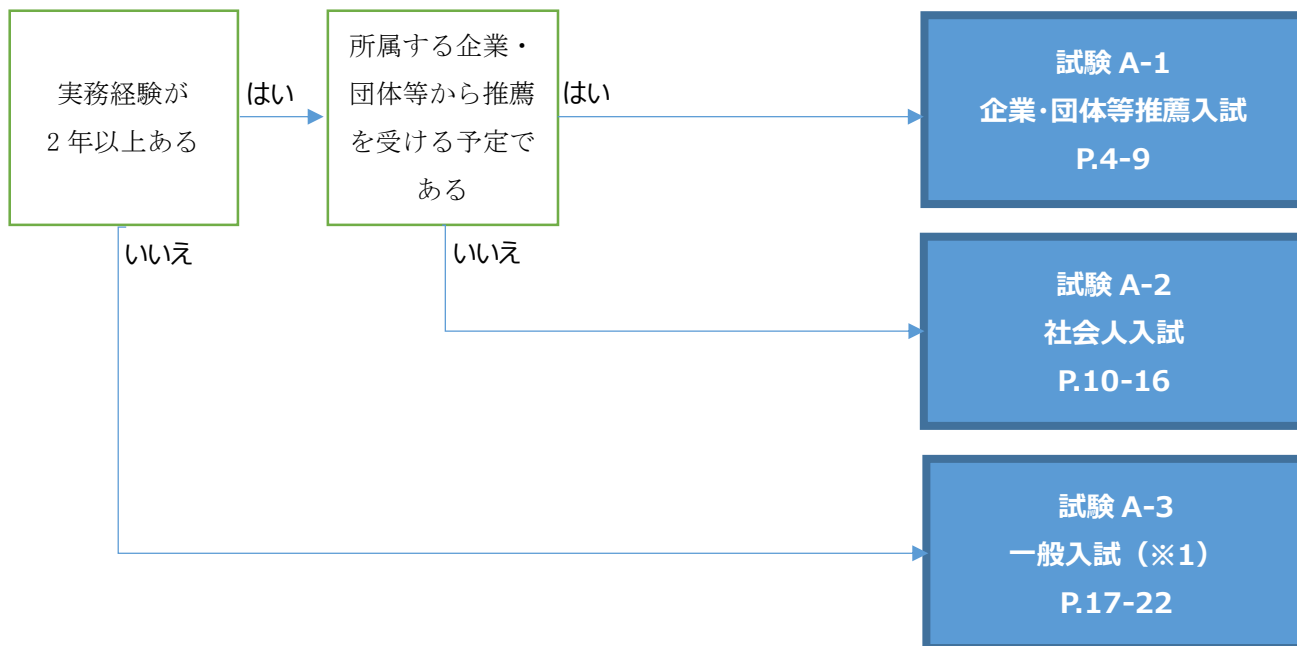 実務経験が
2 年以上ある
はい
所属する企業・
団体等から推薦
を受ける予定で
ある
はい
試験 A-1
企業・団体等推薦入試
P.4-9
いいえ
いいえ
試験 A-2
社会人入試
P.10-16
試験 A-3
一般入試（※1）
P.17-22